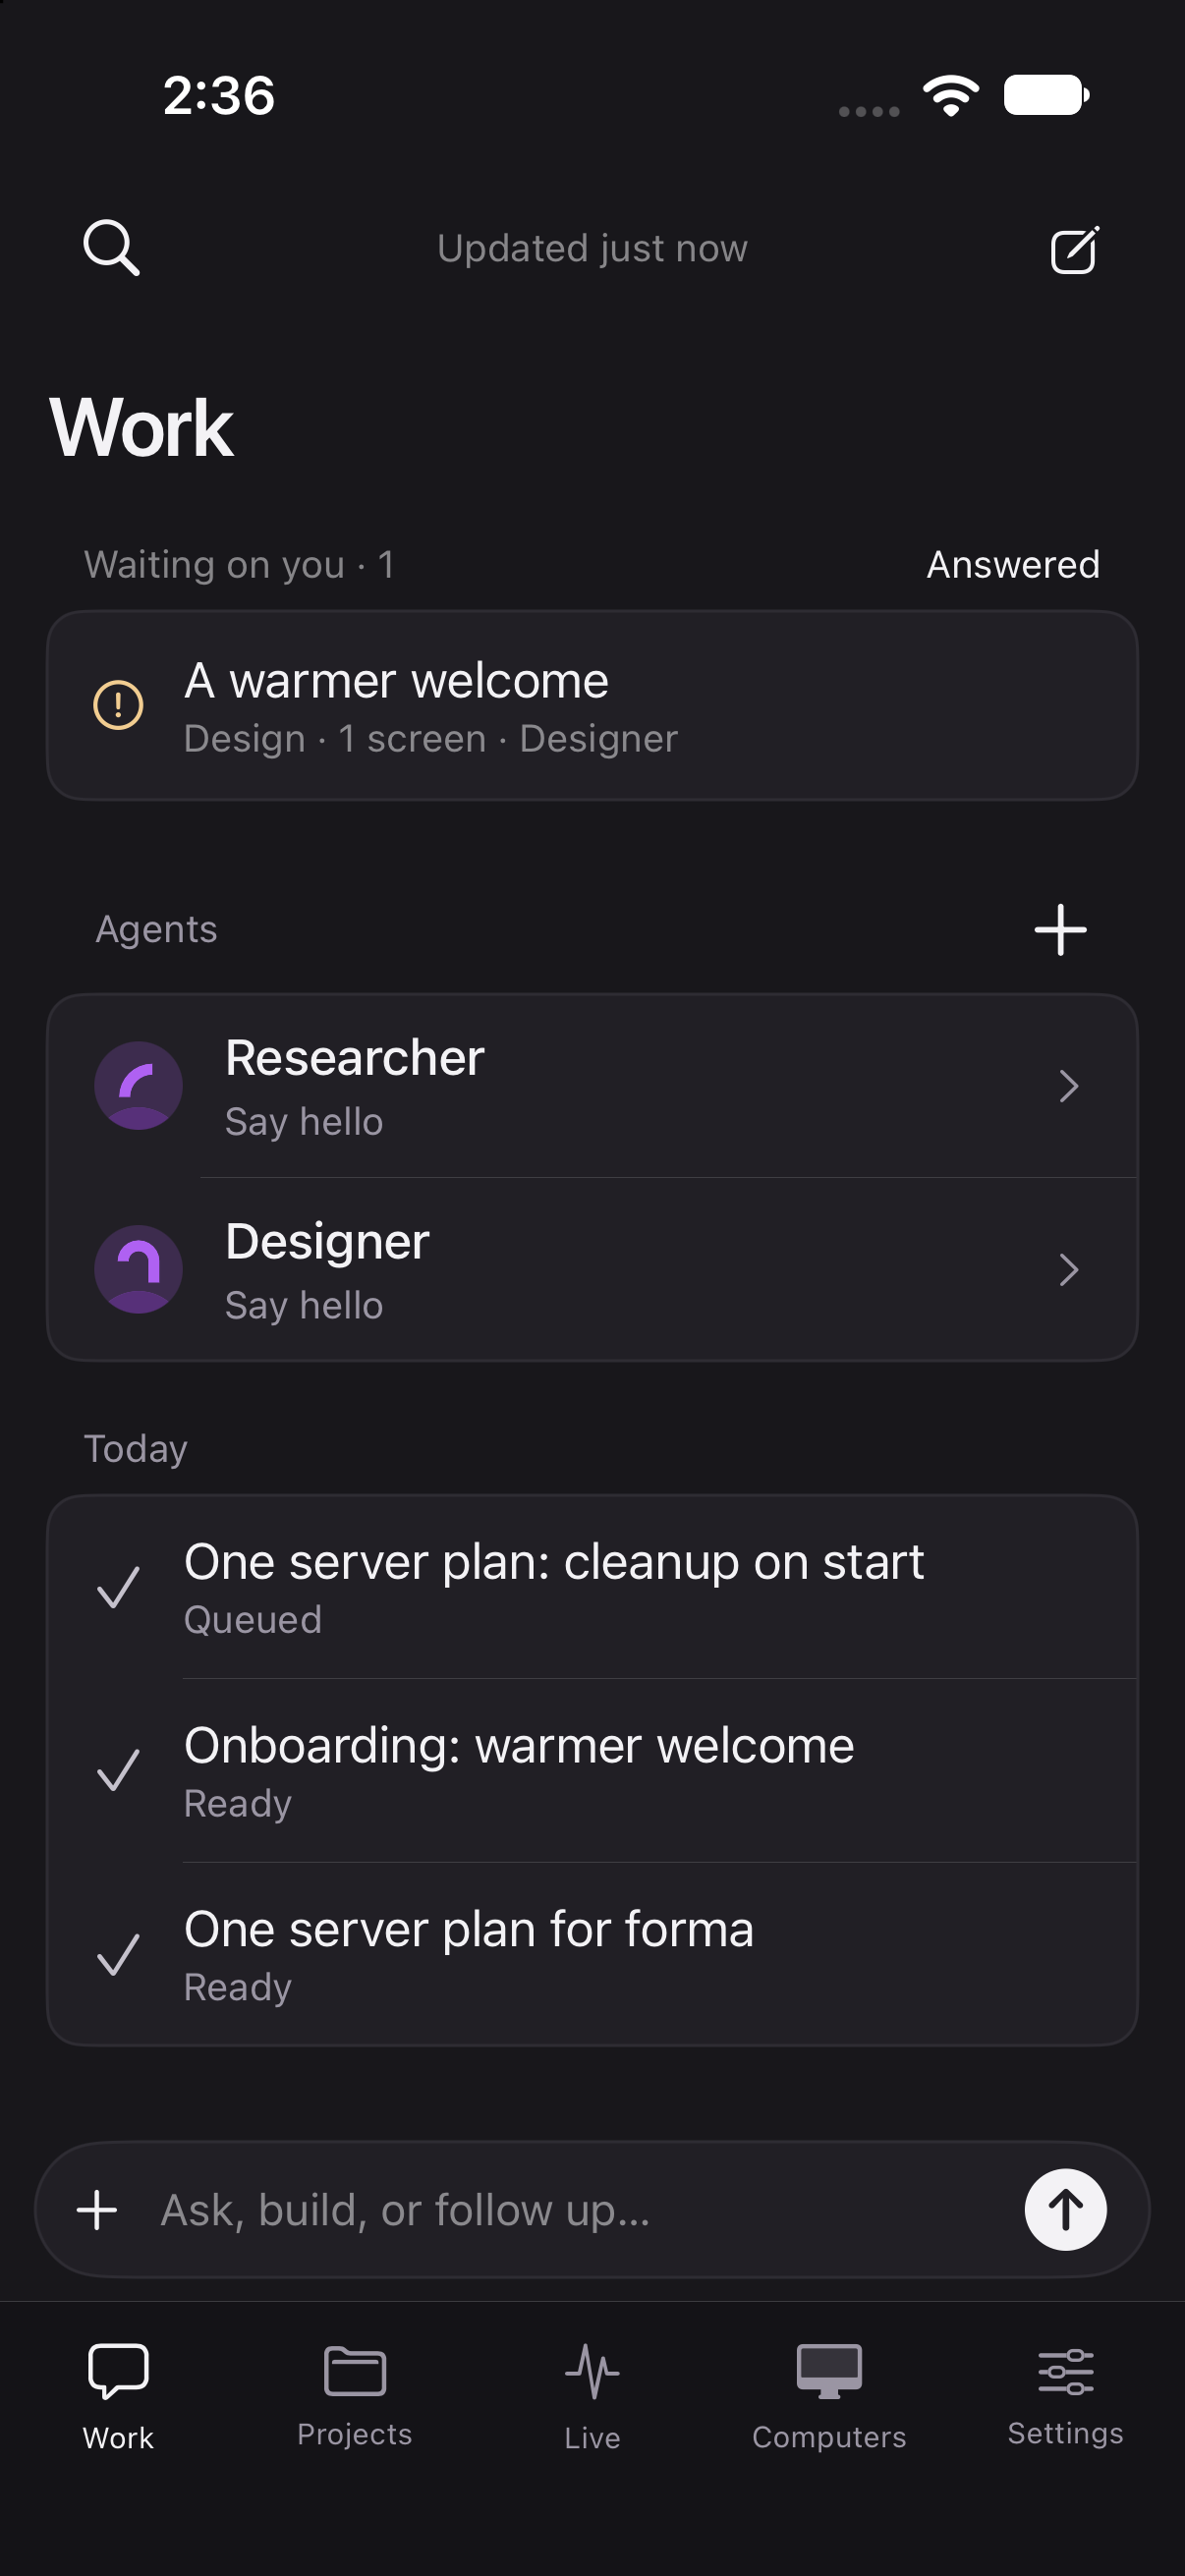 2:36
Updated just now
Work
Waiting on you · 1
Answered
A warmer welcome
Design · 1 screen · Designer
Agents
Researcher
Say hello
Designer
Say hello
Today
One server plan: cleanup on start
Queued
Onboarding: warmer welcome
Ready
One server plan for forma
Ready
Ask, build, or follow up...
Work
Projects
Live
Computers
Settings